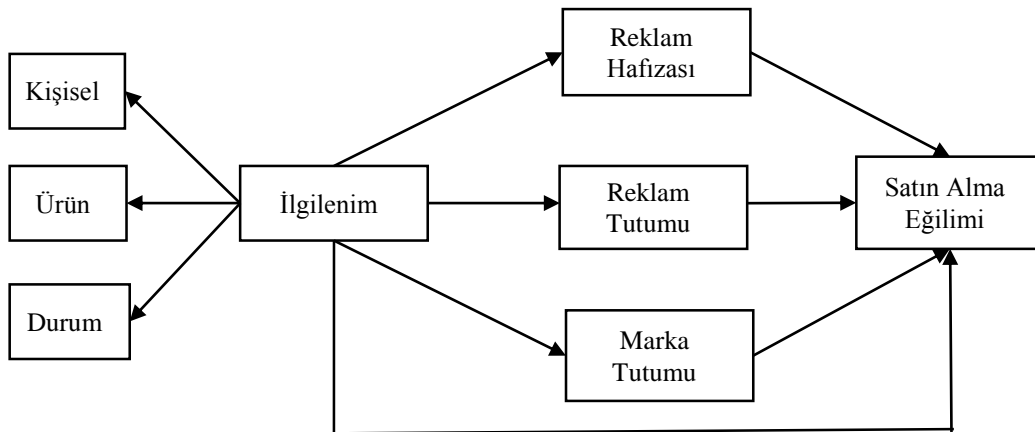 Kişisel
Ürün
Durum
İlgilenim
Reklam
Hafızası
Reklam
Tutumu
Marka
Tutumu
Satın Alma
Eğilimi